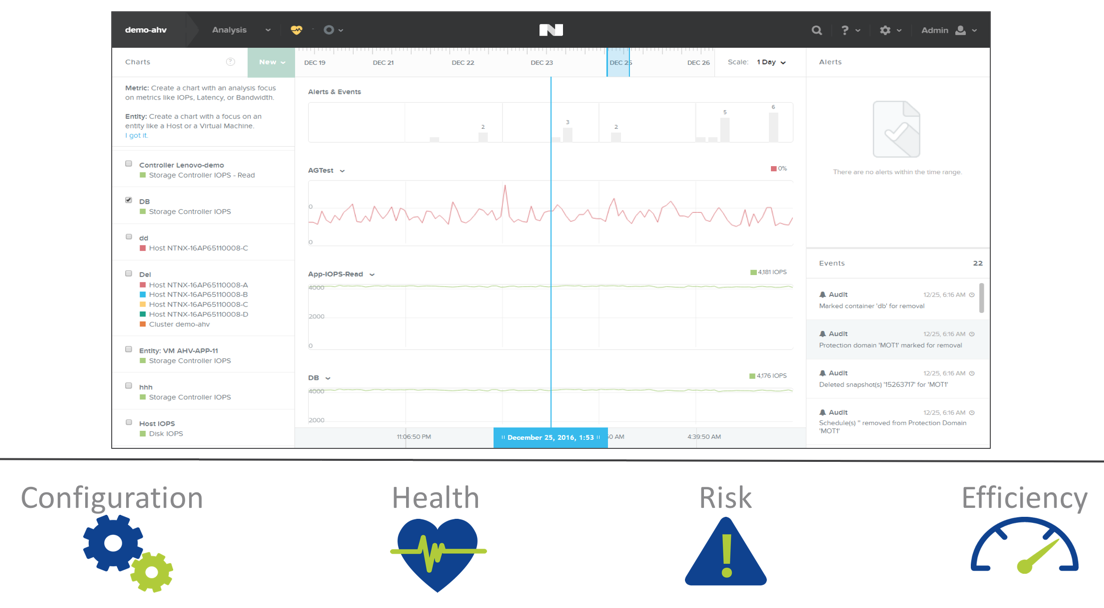 demo-ahv
Analysis
N
?
Admin
Charts
?
New
DEC 19
DEC 21
DEC 22
DEC 23
DEC 25
DEC 26
Scale: 1 Day
Alerts
Metric: Create a chart with an analysis focus
on metrics like IOPs, Latency, or Bandwidth.
Entity: Create a chart with a focus on an
entity like a Host or a Virtual Machine.
I got it.
Controller Lenovo-demo
Storage Controller IOPS - Read
DB
Storage Controller IOPS
dd
Host NTNX-16AP65110008-C
Del
Host NTNX-16AP65110008-A
Host NTNX-16AP65110008-B
Host NTNX-16AP65110008-C
Host NTNX-16AP65110008-D
Cluster demo-ahv
Entity: VM AHV-APP-11
Storage Controller IOPS
hhh
Storage Controller IOPS
Host IOPS
Disk IOPS
Alerts & Events
2
3
2
5
6
AGTest
0%
0
0
App-IOPS-Read
4,181 IOPS
4000
2000
0
DB
4,176 IOPS
4000
2000
11:06:50 PM
December 25, 2016, 1:53
50 AM
4:39:50 AM
There are no alerts within the time range.
Events
22
Audit
12/25, 6:16 AM
Marked container 'db' for removal
Audit
12/25, 6:16 AM
Protection domain 'MOT1' marked for removal
Audit
12/25, 6:16 AM
Deleted snapshot(s) '15263717' for 'MOT1'
Audit
12/25, 6:16 AM
Schedule(s) '' removed from Protection Domain
'MOT1'
Configuration
Health
Risk
Efficiency